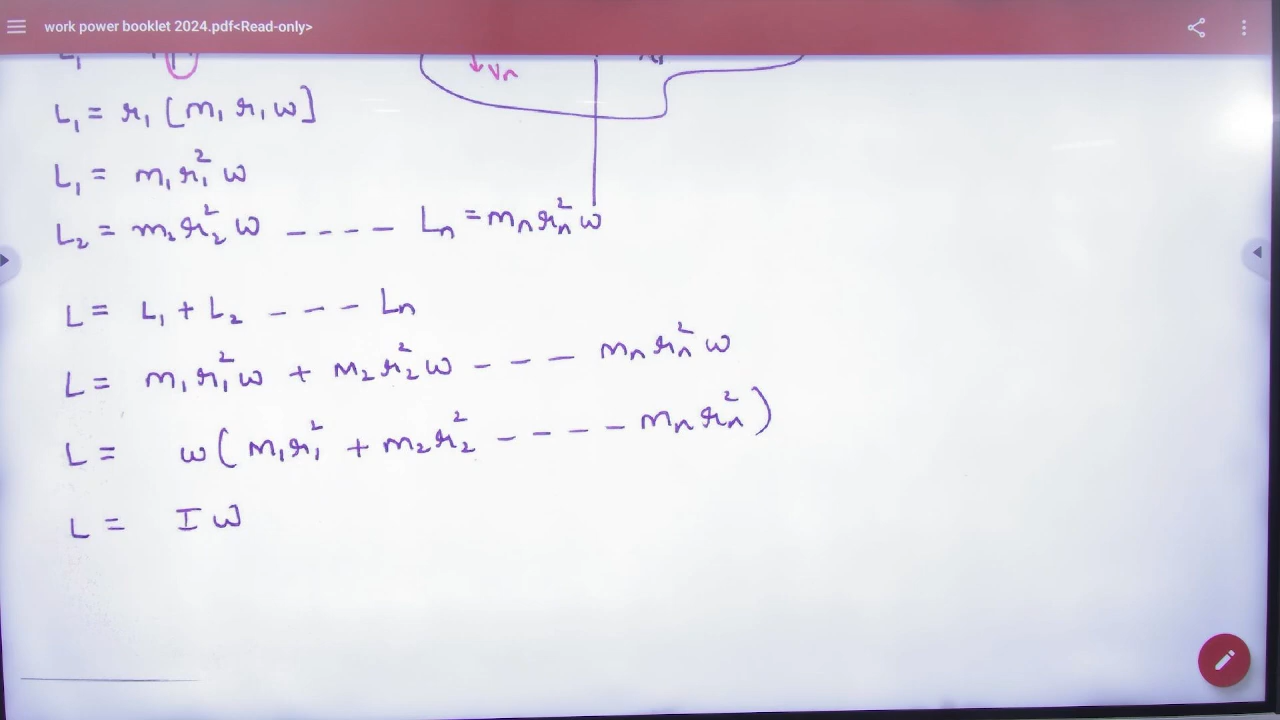 work power booklet 2024.pdf<Read-only>
↓ Vn
L₁ = r₁ [m₁ r₁ ω]
L₁ = m₁ r₁² ω
L₂ = m₂ r₂² ω ---- Lₙ = mₙ rₙ² ω
L = L₁ + L₂ --- Lₙ
L = m₁ r₁² ω + m₂ r₂² ω --- mₙ rₙ² ω
L = ω ( m₁ r₁² + m₂ r₂² ---- mₙ rₙ² )
L = I ω